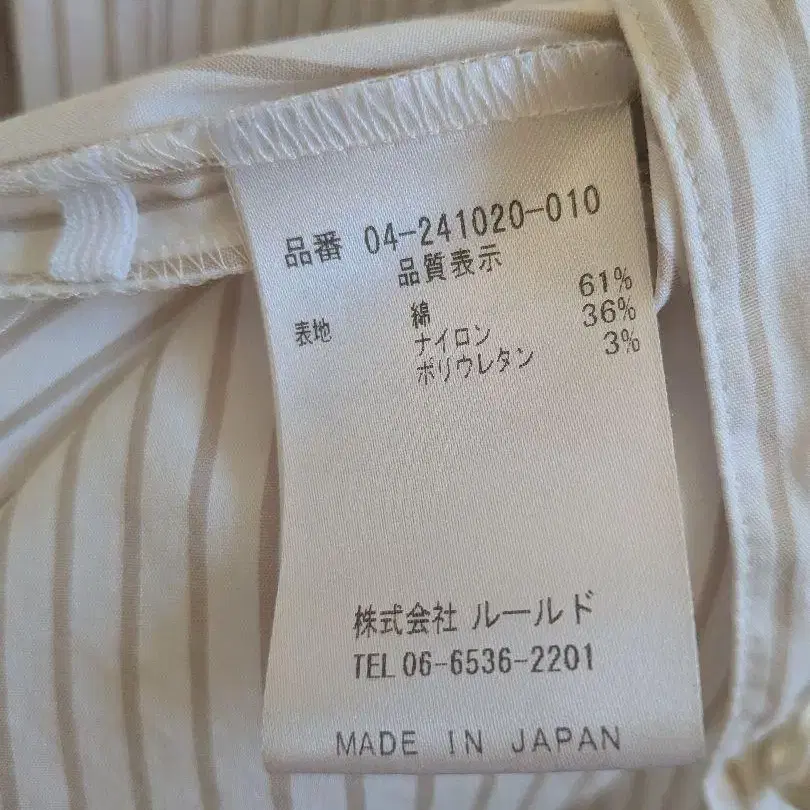 品番 04-241020-010
品質表示
表地 綿 61%
ナイロン 36%
ポリウレタン 3%
株式会社 ルールド
TEL 06-6536-2201
MADE IN JAPAN